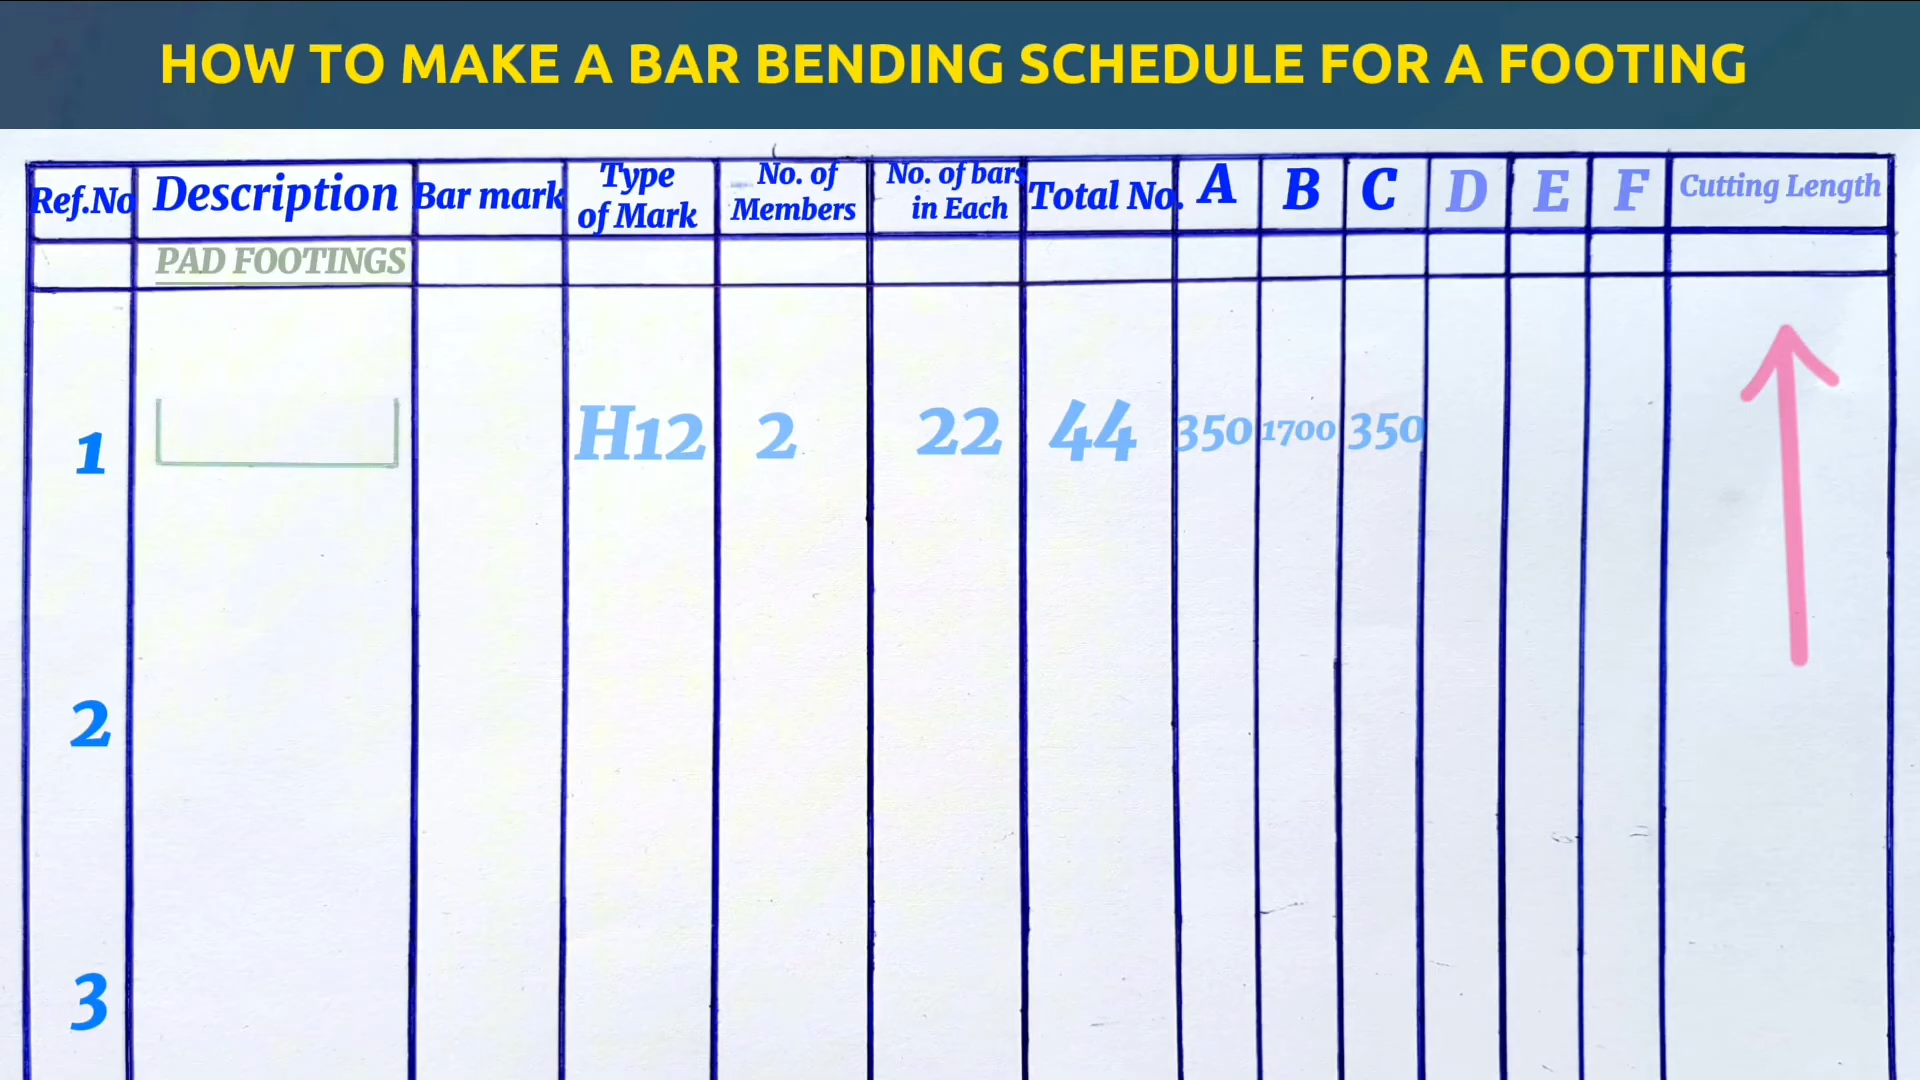 HOW TO MAKE A BAR BENDING SCHEDULE FOR A FOOTING
Ref.No Description Bar mark Type of Mark No. of Members No. of bars in Each Total No. A B C D E F Cutting Length
PAD FOOTINGS
1 H12 2 22 44 350 1700 350
2
3